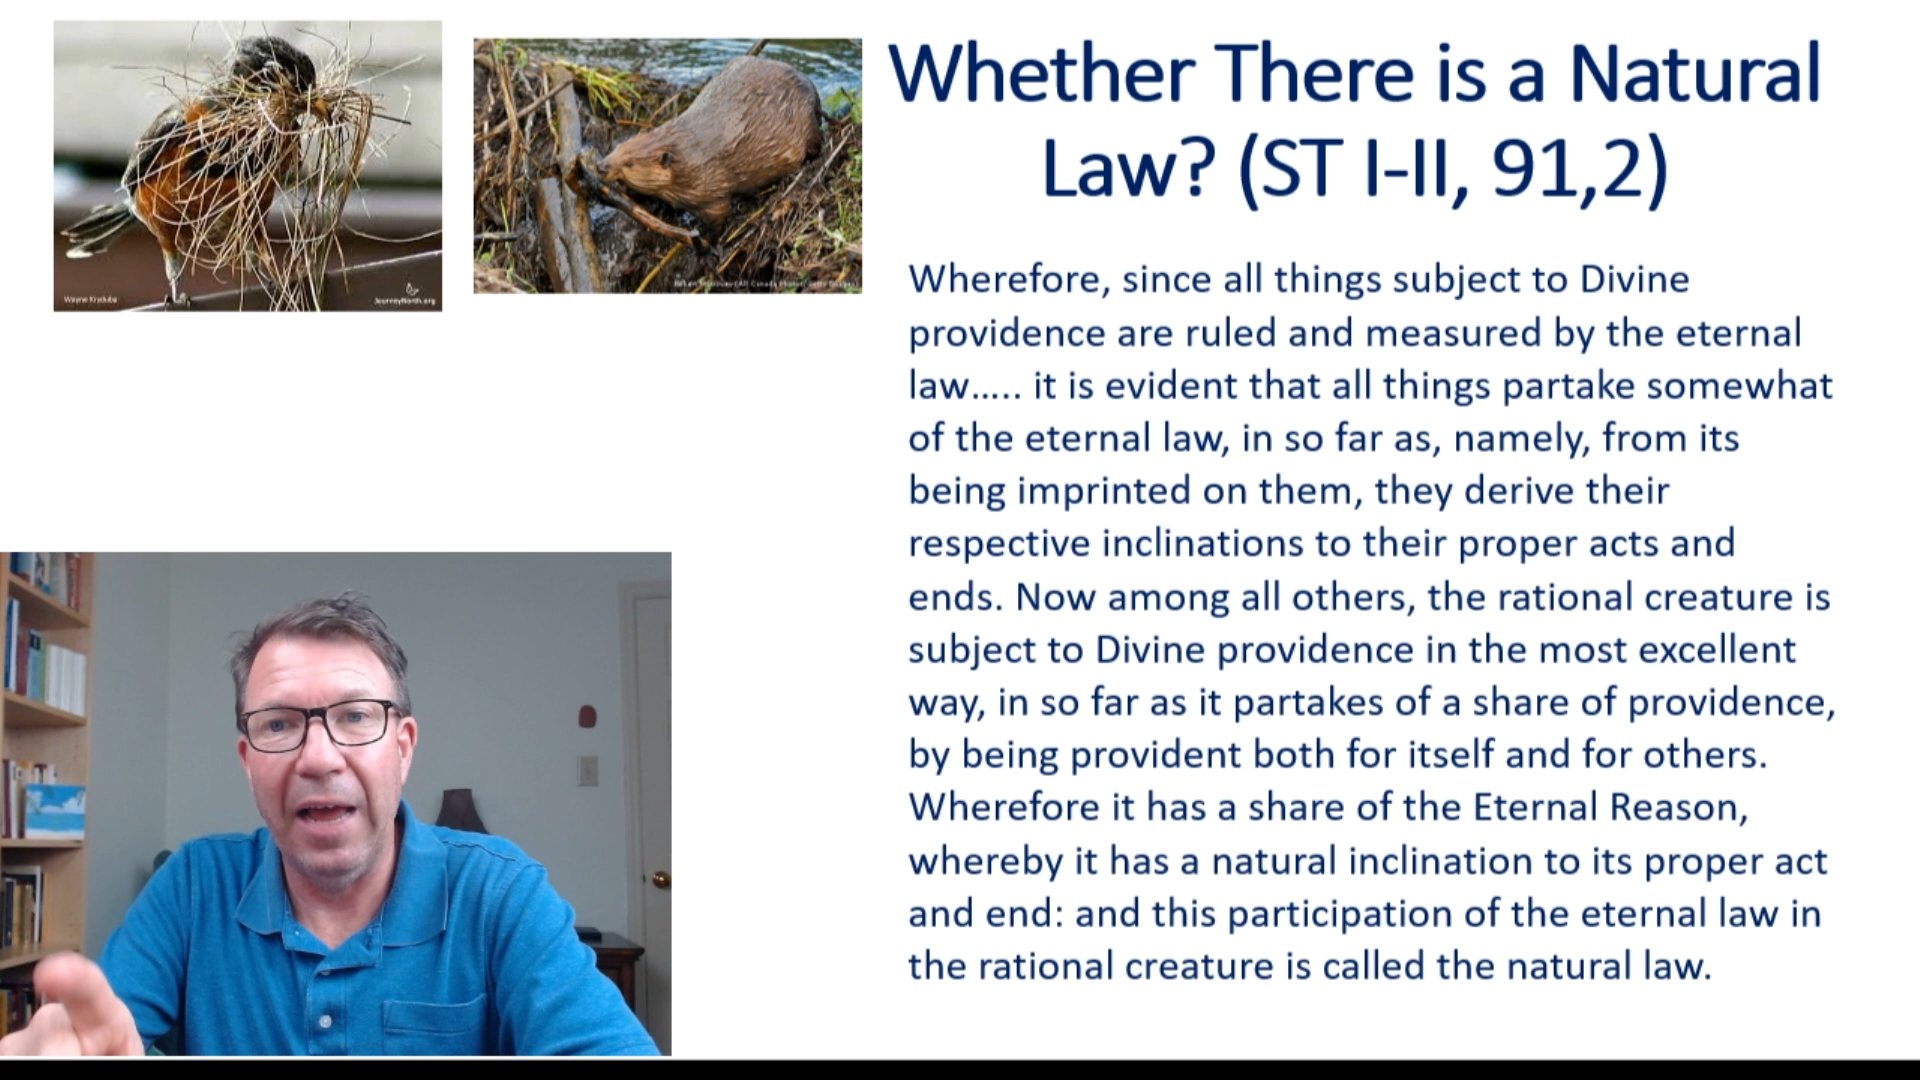 Wayne Kryduba
JourneyNorth.org
Whether There is a Natural
Law? (ST I-II, 91,2)
Wherefore, since all things subject to Divine
providence are ruled and measured by the eternal
law..... it is evident that all things partake somewhat
of the eternal law, in so far as, namely, from its
being imprinted on them, they derive their
respective inclinations to their proper acts and
ends. Now among all others, the rational creature is
subject to Divine providence in the most excellent
way, in so far as it partakes of a share of providence,
by being provident both for itself and for others.
Wherefore it has a share of the Eternal Reason,
whereby it has a natural inclination to its proper act
and end: and this participation of the eternal law in
the rational creature is called the natural law.